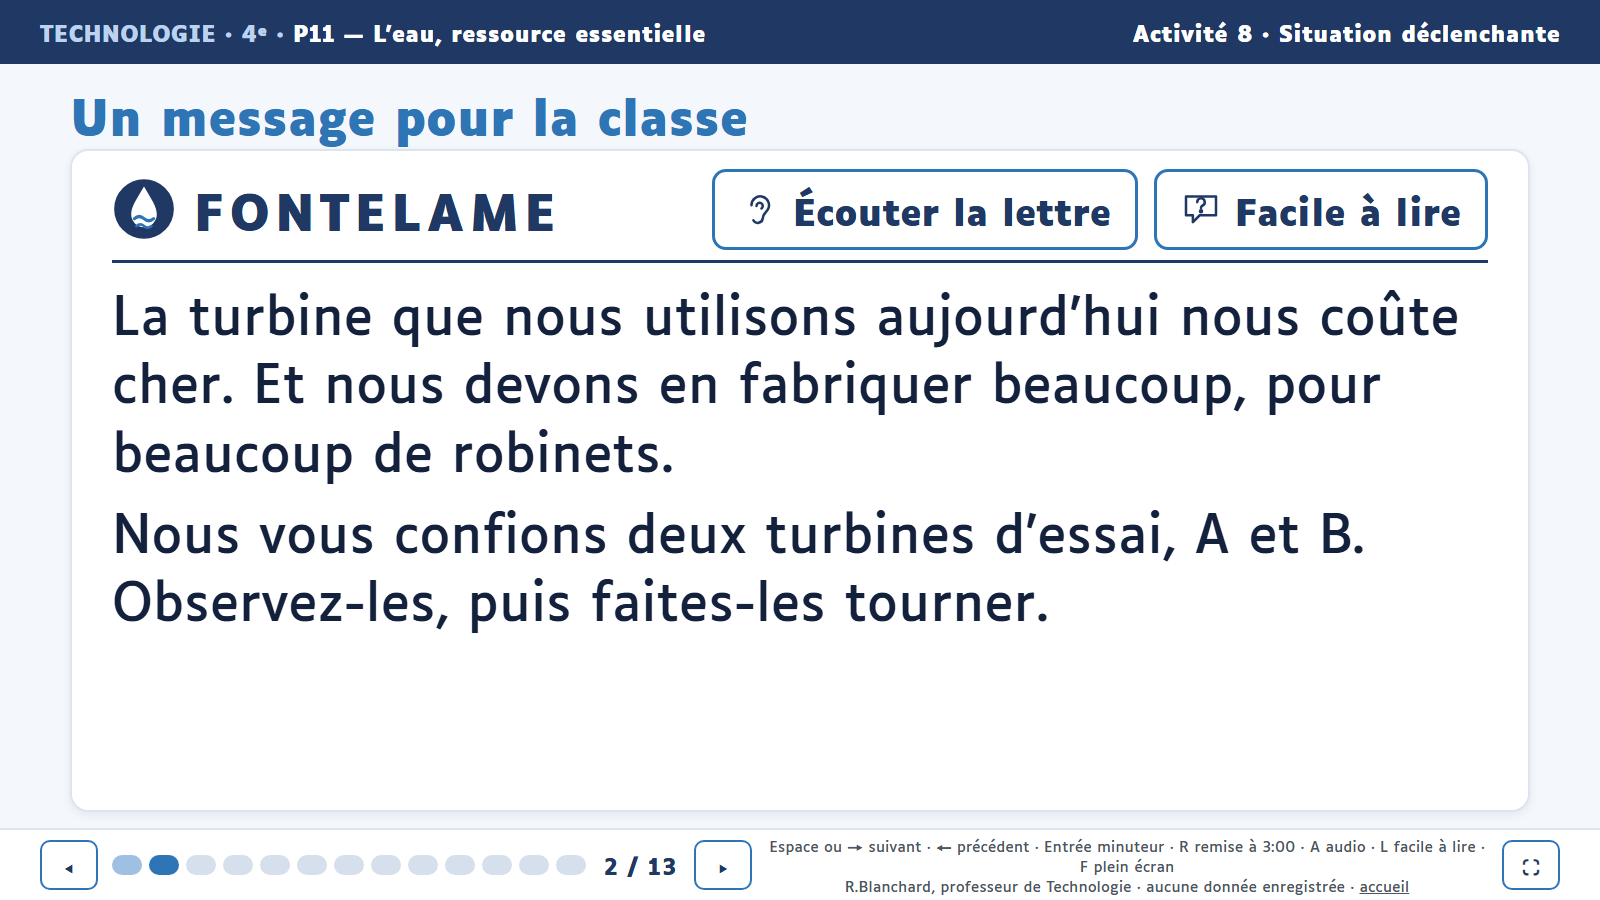 TECHNOLOGIE · 4e · P11 — L’eau, ressource essentielle
Activité 8 · Situation déclenchante
Un message pour la classe
FONTELAME
Écouter la lettre
Facile à lire
La turbine que nous utilisons aujourd’hui nous coûte
cher. Et nous devons en fabriquer beaucoup, pour
beaucoup de robinets.
Nous vous confions deux turbines d’essai, A et B.
Observez-les, puis faites-les tourner.
2 / 13
Espace ou → suivant · ← précédent · Entrée minuteur · R remise à 3:00 · A audio · L facile à lire ·
F plein écran
R.Blanchard, professeur de Technologie · aucune donnée enregistrée · accueil